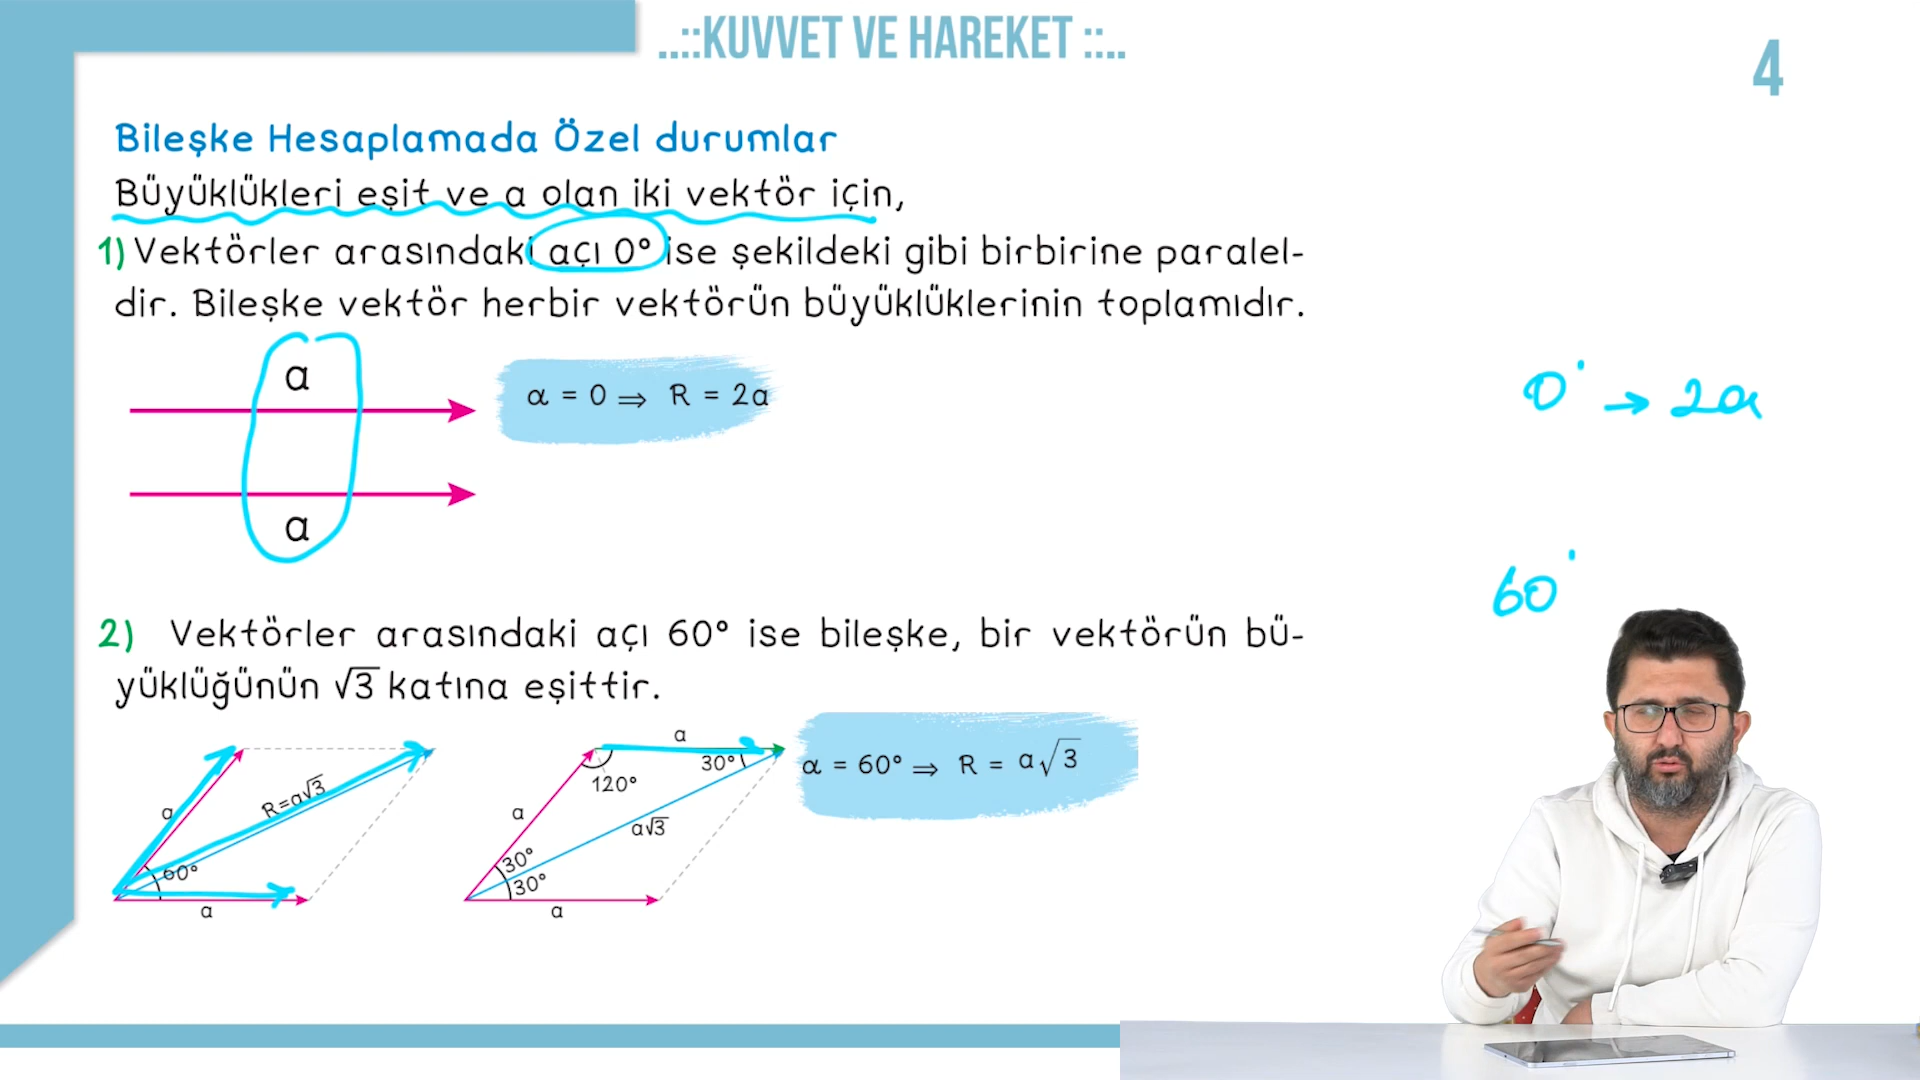 ..::KUVVET VE HAREKET ::..
4
Bileşke Hesaplamada Özel durumlar
Büyüklükleri eşit ve a olan iki vektör için,
1) Vektörler arasındaki açı 0° ise şekildeki gibi birbirine paralel-
dir. Bileşke vektör herbir vektörün büyüklüklerinin toplamıdır.
a
α = 0 ⇒ R = 2a
a
0° → 2a
60°
2) Vektörler arasındaki açı 60° ise bileşke, bir vektörün bü-
yüklüğünün √3 katına eşittir.
a
R=a√3
60°
a
a
120°
30°
a
a√3
30°
30°
a
α = 60° ⇒ R = a√3